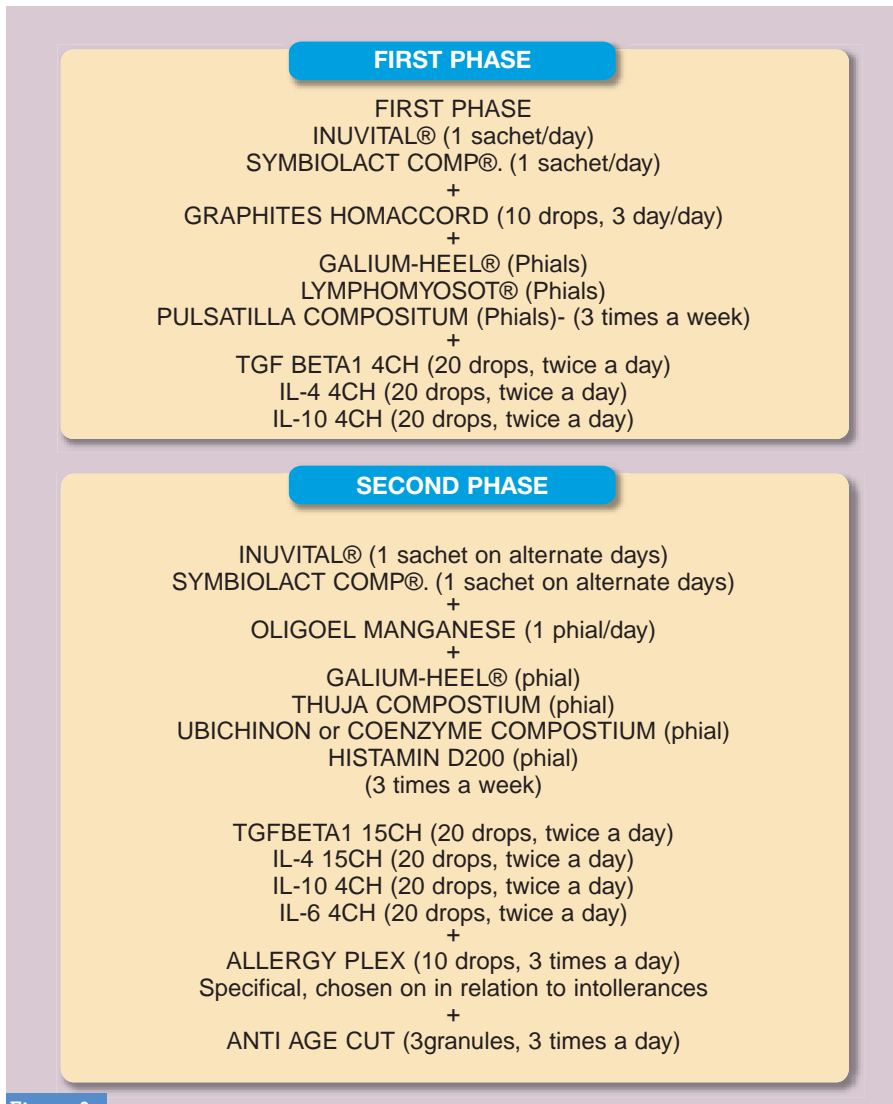 FIRST PHASE
FIRST PHASE
INUVITAL® (1 sachet/day)
SYMBIOLACT COMP®. (1 sachet/day)
+
GRAPHITES HOMACCORD (10 drops, 3 day/day)
+
GALIUM-HEEL® (Phials)
LYMPHOMYOSOT® (Phials)
PULSATILLA COMPOSITUM (Phials)- (3 times a week)
+
TGF BETA1 4CH (20 drops, twice a day)
IL-4 4CH (20 drops, twice a day)
IL-10 4CH (20 drops, twice a day)
SECOND PHASE
INUVITAL® (1 sachet on alternate days)
SYMBIOLACT COMP®. (1 sachet on alternate days)
+
OLIGOEL MANGANESE (1 phial/day)
+
GALIUM-HEEL® (phial)
THUJA COMPOSTIUM (phial)
UBICHINON or COENZYME COMPOSTIUM (phial)
HISTAMIN D200 (phial)
(3 times a week)
TGFBETA1 15CH (20 drops, twice a day)
IL-4 15CH (20 drops, twice a day)
IL-10 4CH (20 drops, twice a day)
IL-6 4CH (20 drops, twice a day)
+
ALLERGY PLEX (10 drops, 3 times a day)
Specifical, chosen on in relation to intollerances
+
ANTI AGE CUT (3granules, 3 times a day)